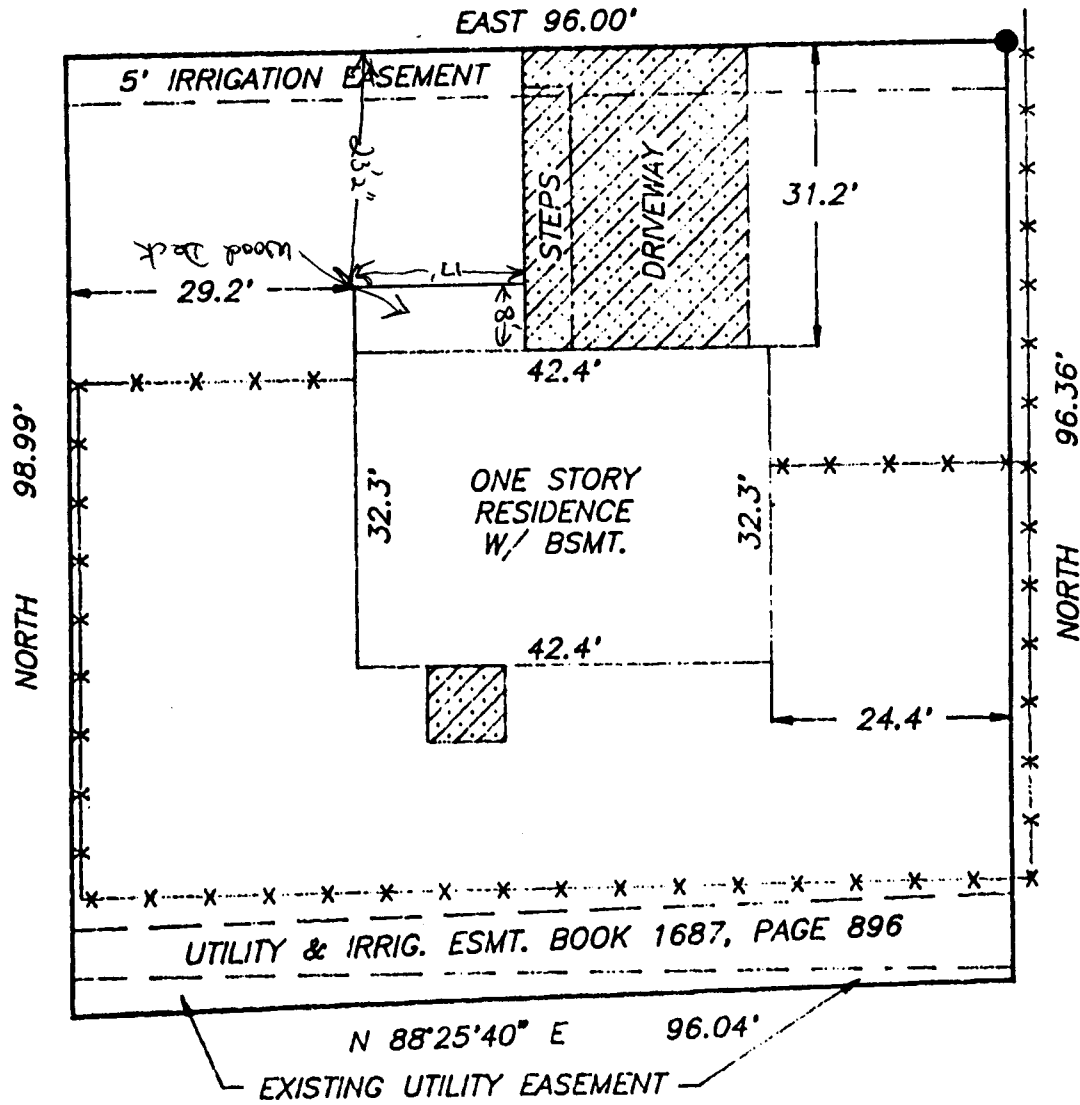 EAST 96.00'
5' IRRIGATION EASEMENT
23'2"
STEPS
DRIVEWAY
31.2'
Wood Deck
29.2'
17'
8'
42.4'
NORTH 98.99'
NORTH 96.36'
ONE STORY
RESIDENCE
W/ BSMT.
32.3'
32.3'
42.4'
24.4'
UTILITY & IRRIG. ESMT. BOOK 1687, PAGE 896
N 88°25'40" E 96.04'
EXISTING UTILITY EASEMENT